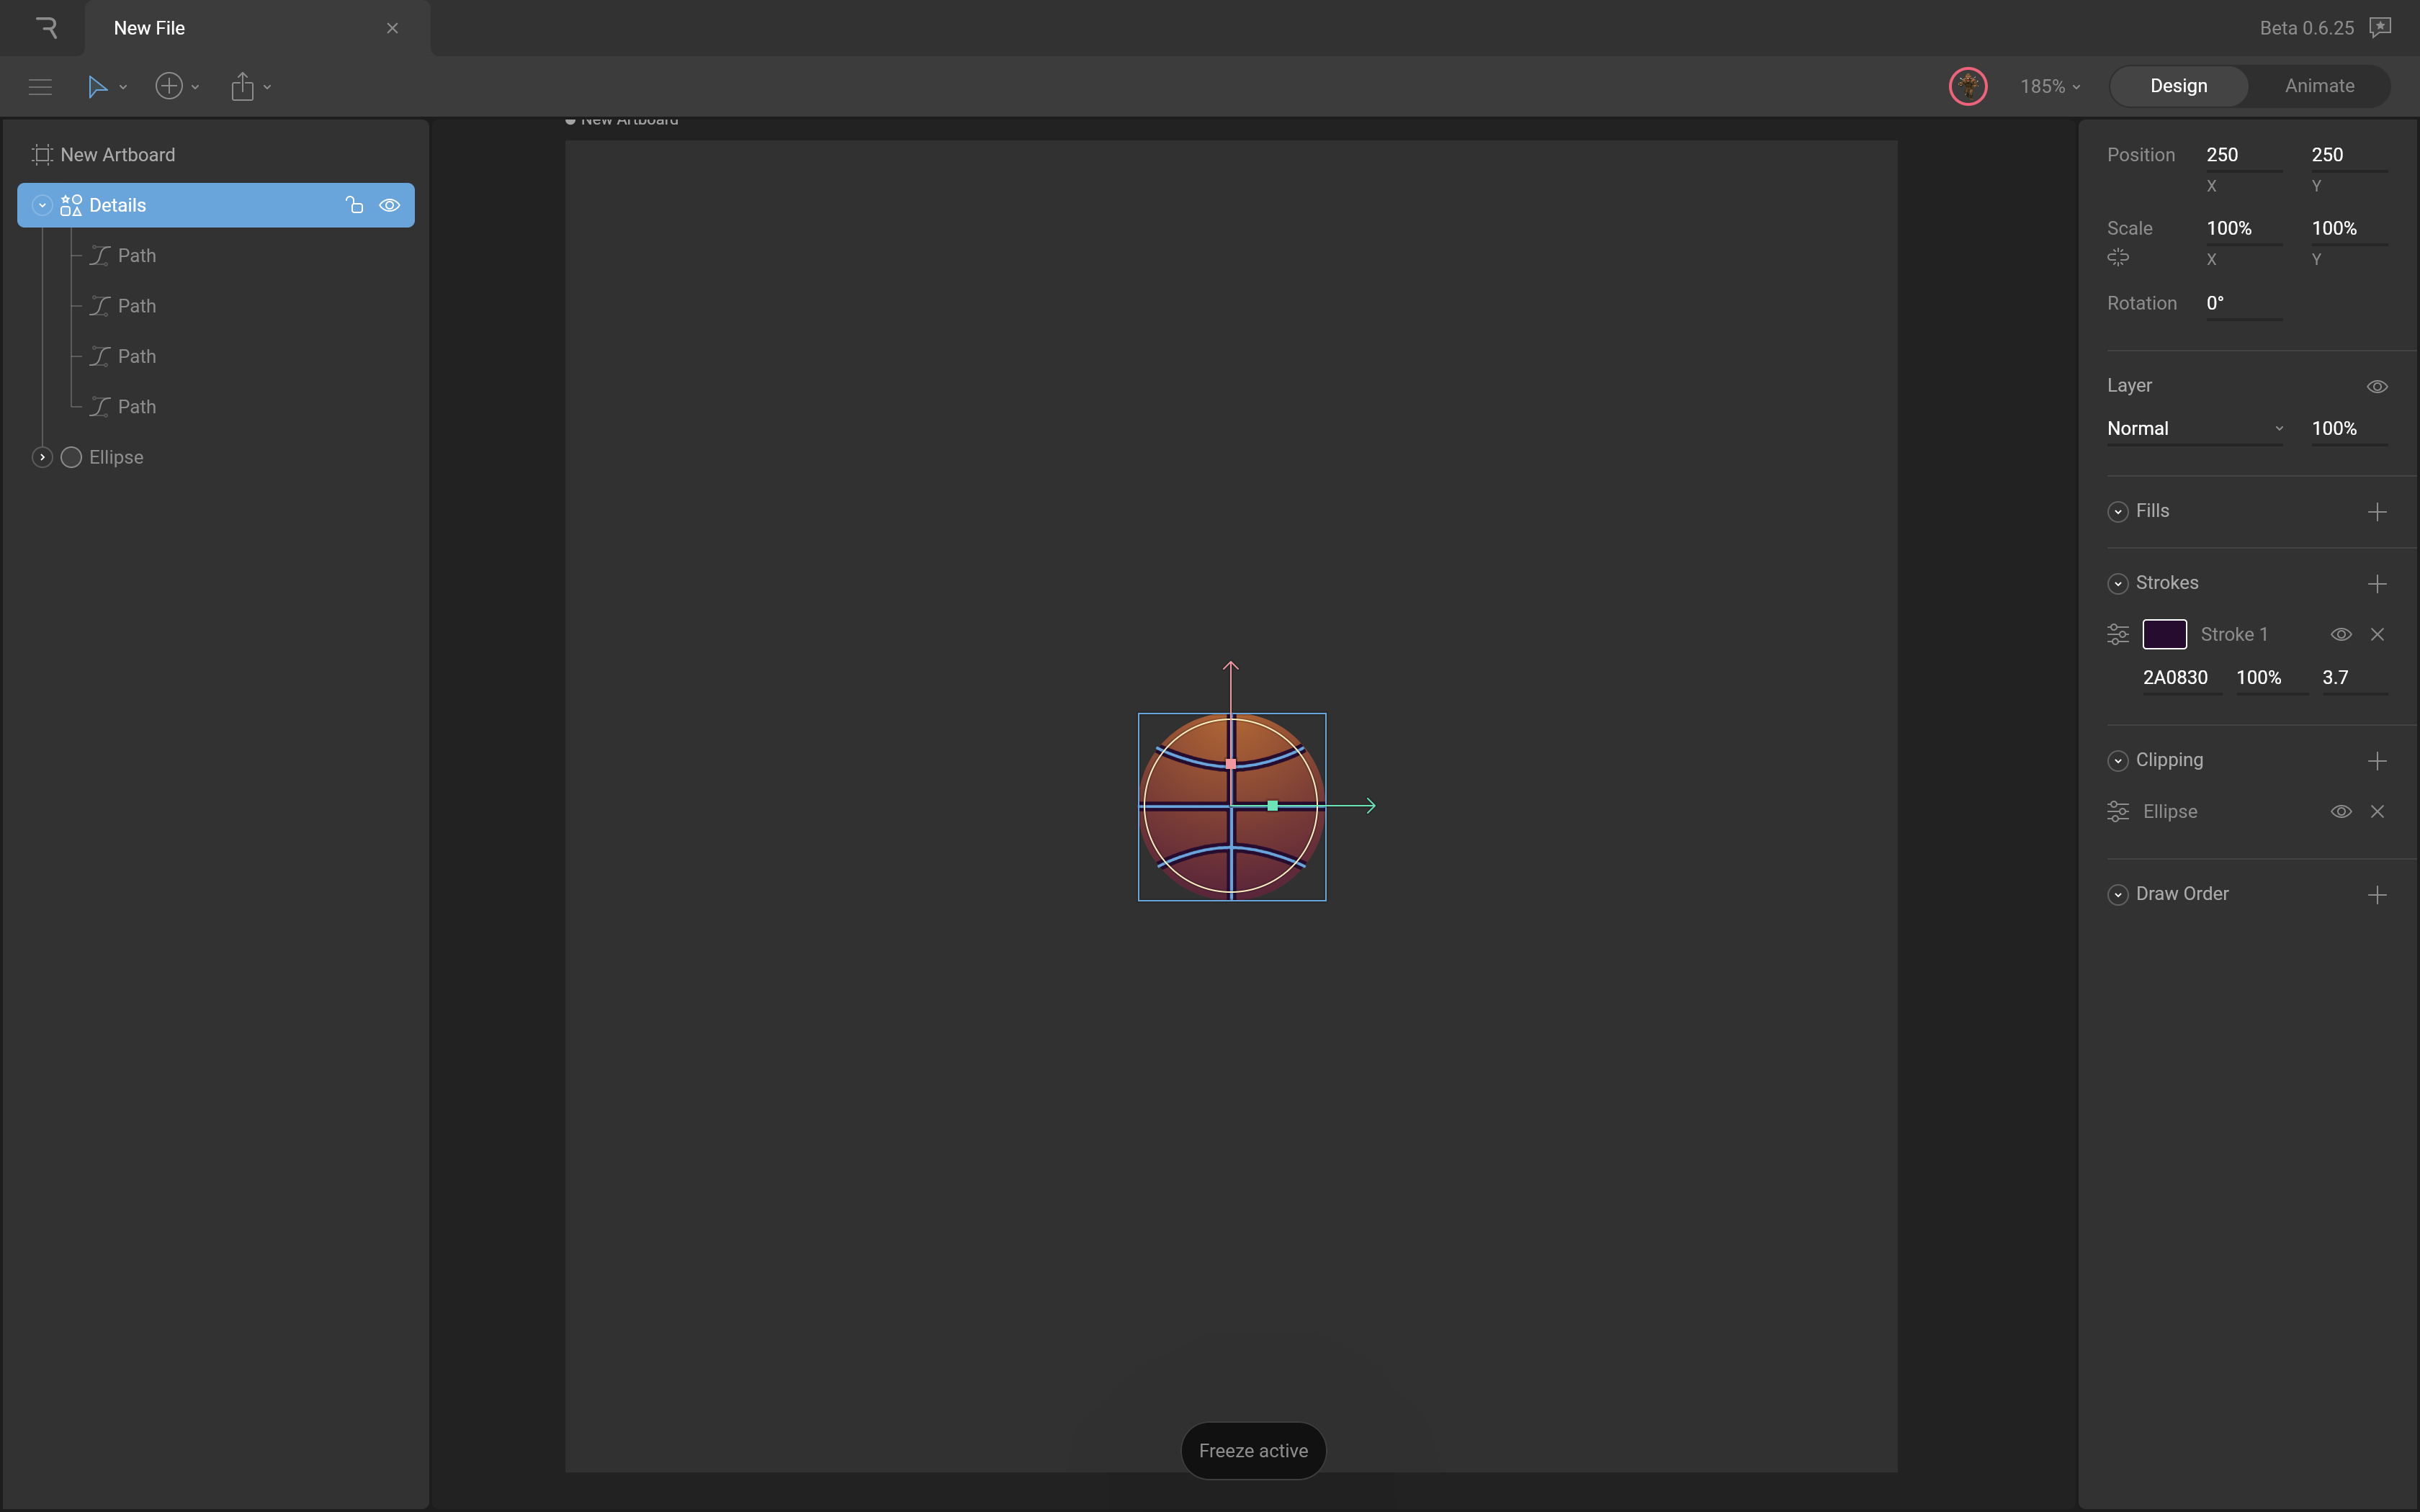 New File
Beta 0.6.25
185%
Design
Animate
New Artboard
New Artboard
Details
Path
Path
Path
Path
Ellipse
Position 250 250
X Y
Scale 100% 100%
X Y
Rotation 0°
Layer
Normal 100%
Fills
Strokes
Stroke 1
2A0830 100% 3.7
Clipping
Ellipse
Draw Order
Freeze active